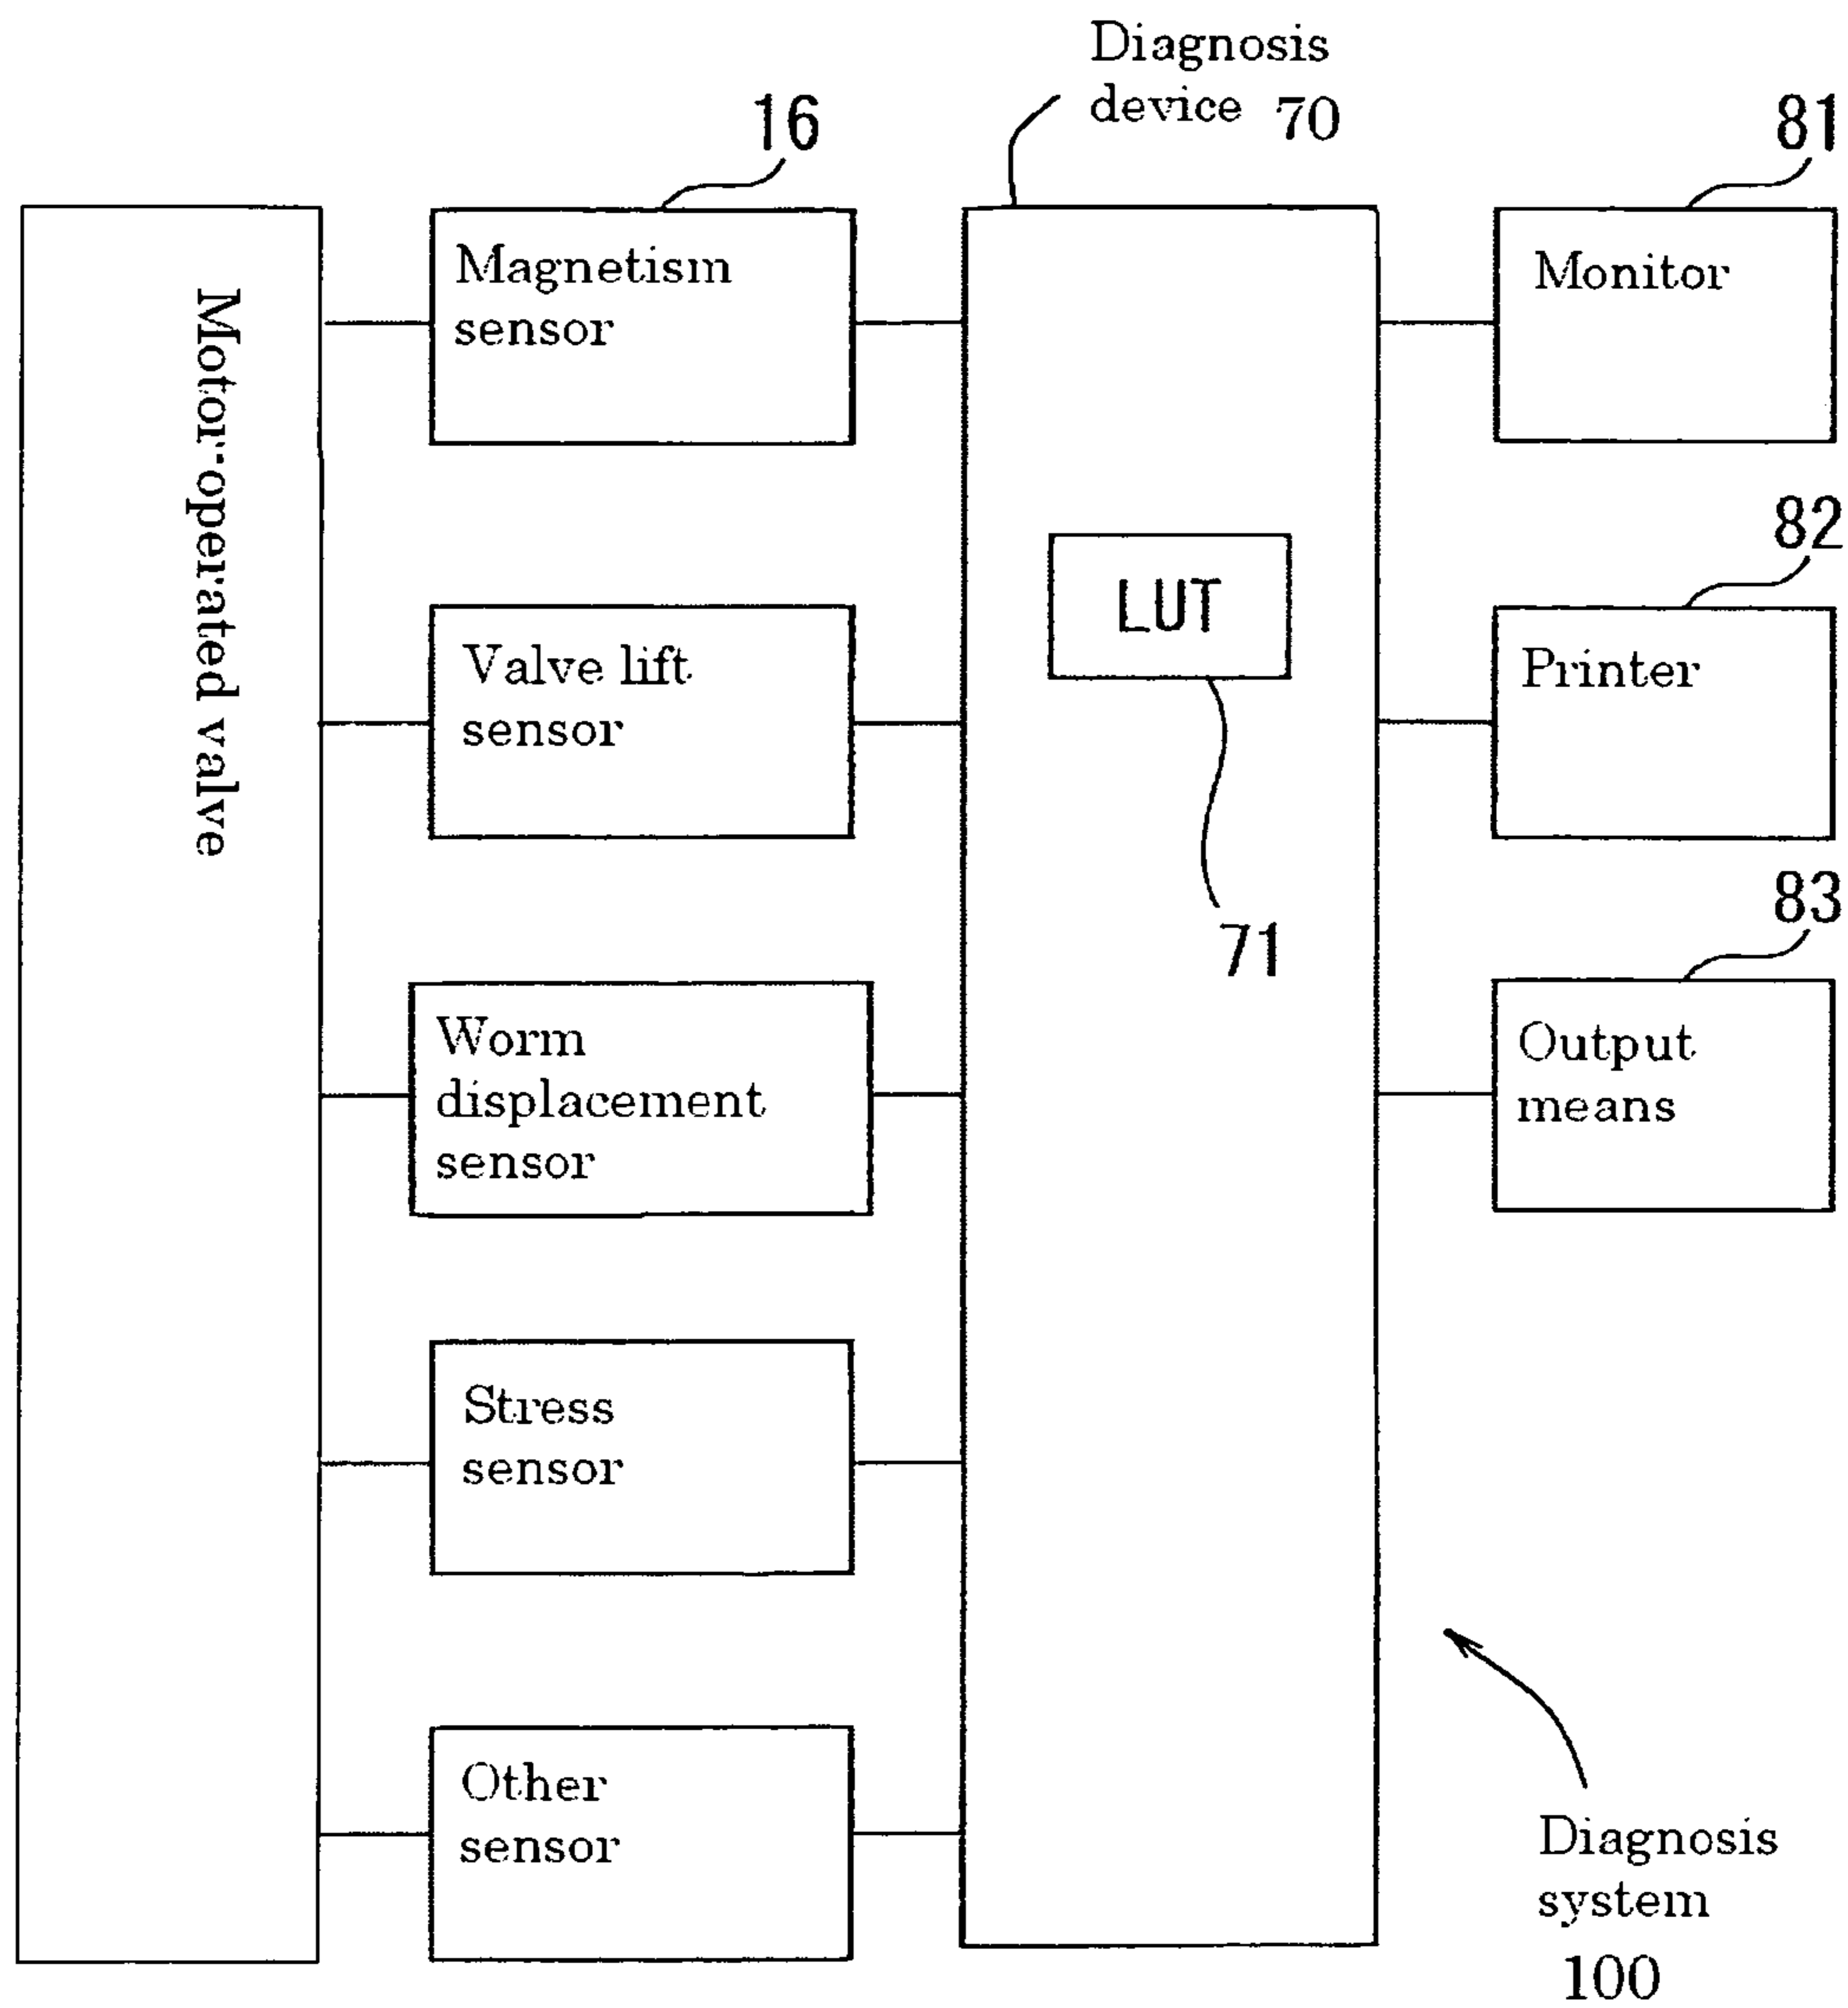 Diagnosis
device 70
16
81
Motor-operated valve
Magnetism
sensor
Monitor
82
LUT
Valve lift
sensor
Printer
71
83
Worm
displacement
sensor
Output
means
Stress
sensor
Other
sensor
Diagnosis
system
100